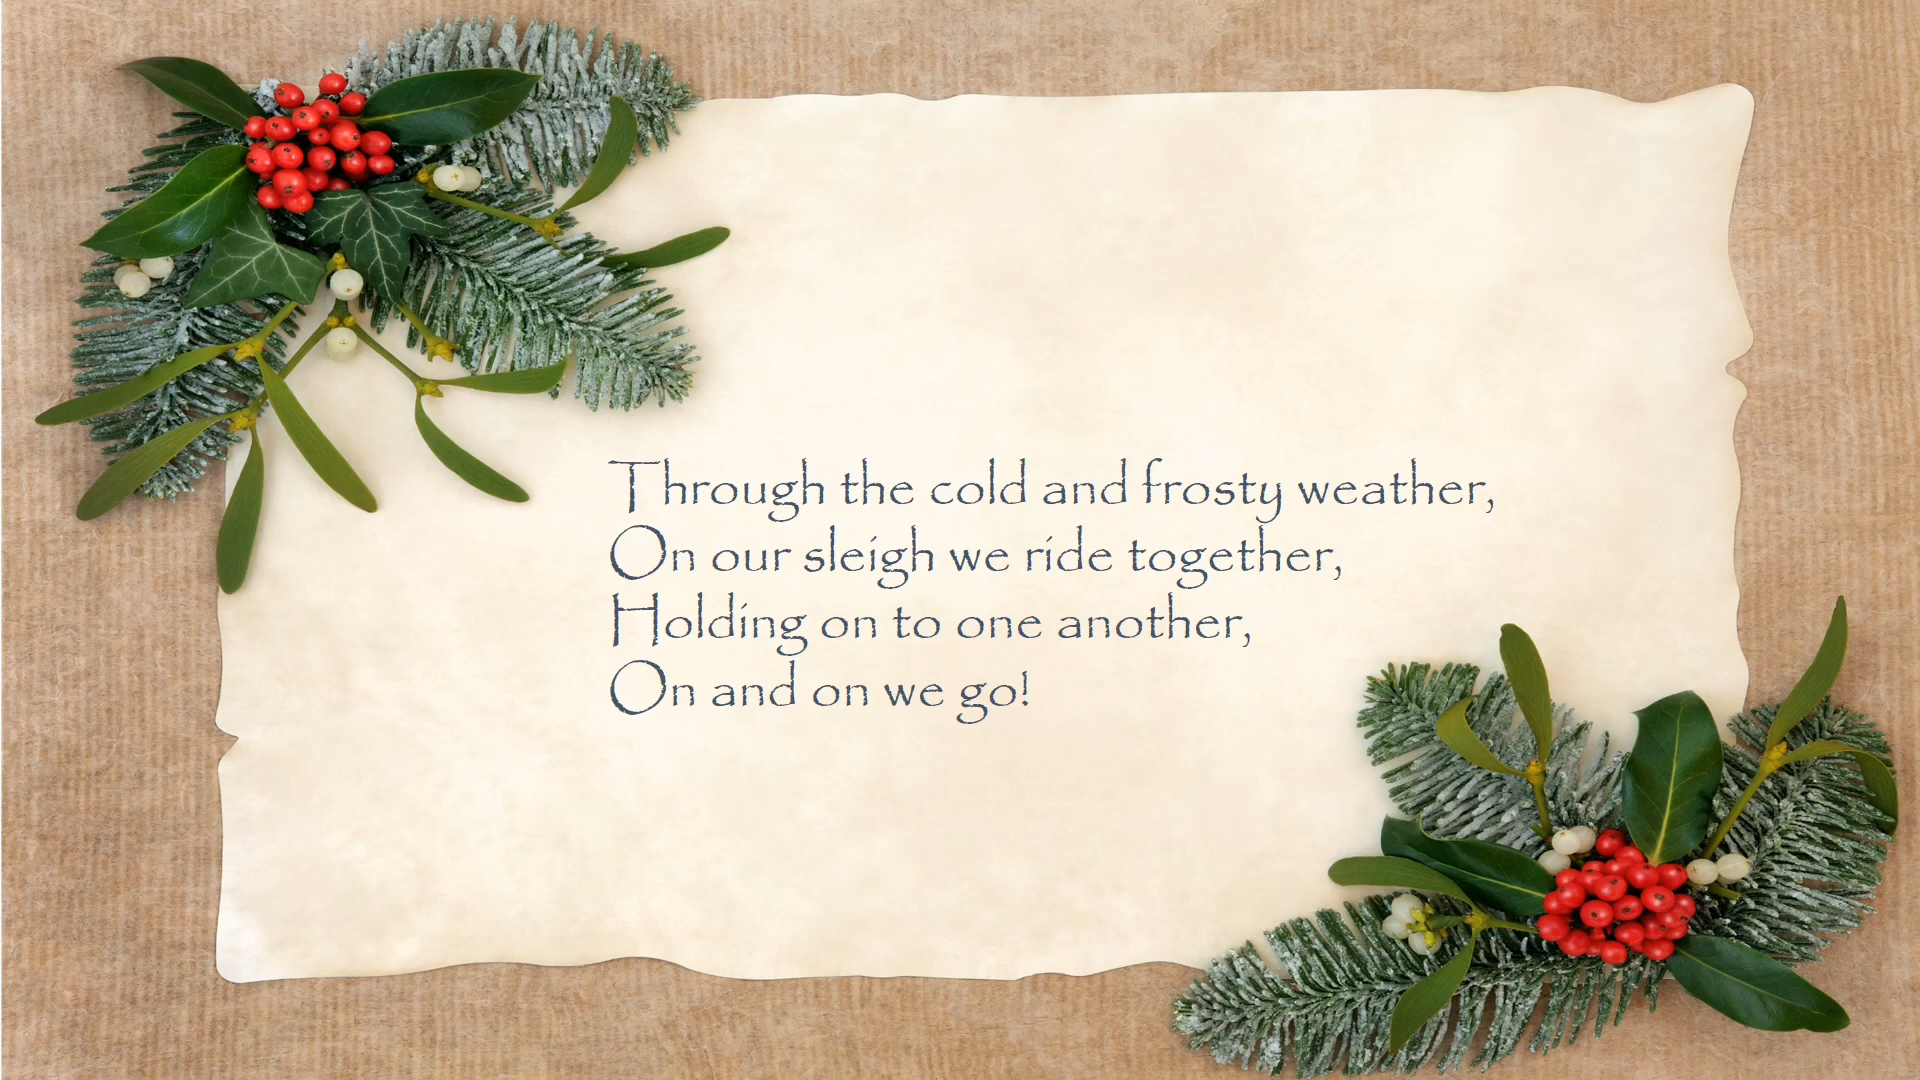 Through the cold and frosty weather,
On our sleigh we ride together,
Holding on to one another,
On and on we go!